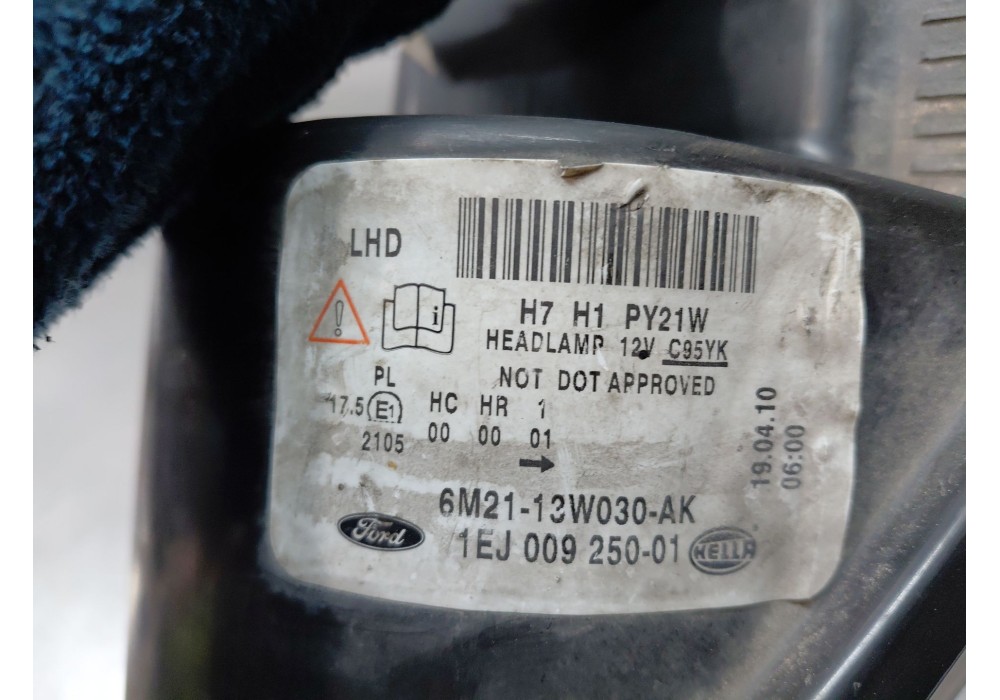 LHD
H7 H1 PY21W
HEADLAMP 12V C95YK
NOT DOT APPROVED
PL
17.5 E1 HC HR 1
2105 00 00 01
19.04.10
06:00
6M21-13W030-AK
Ford 1EJ 009 250-01 HELLA